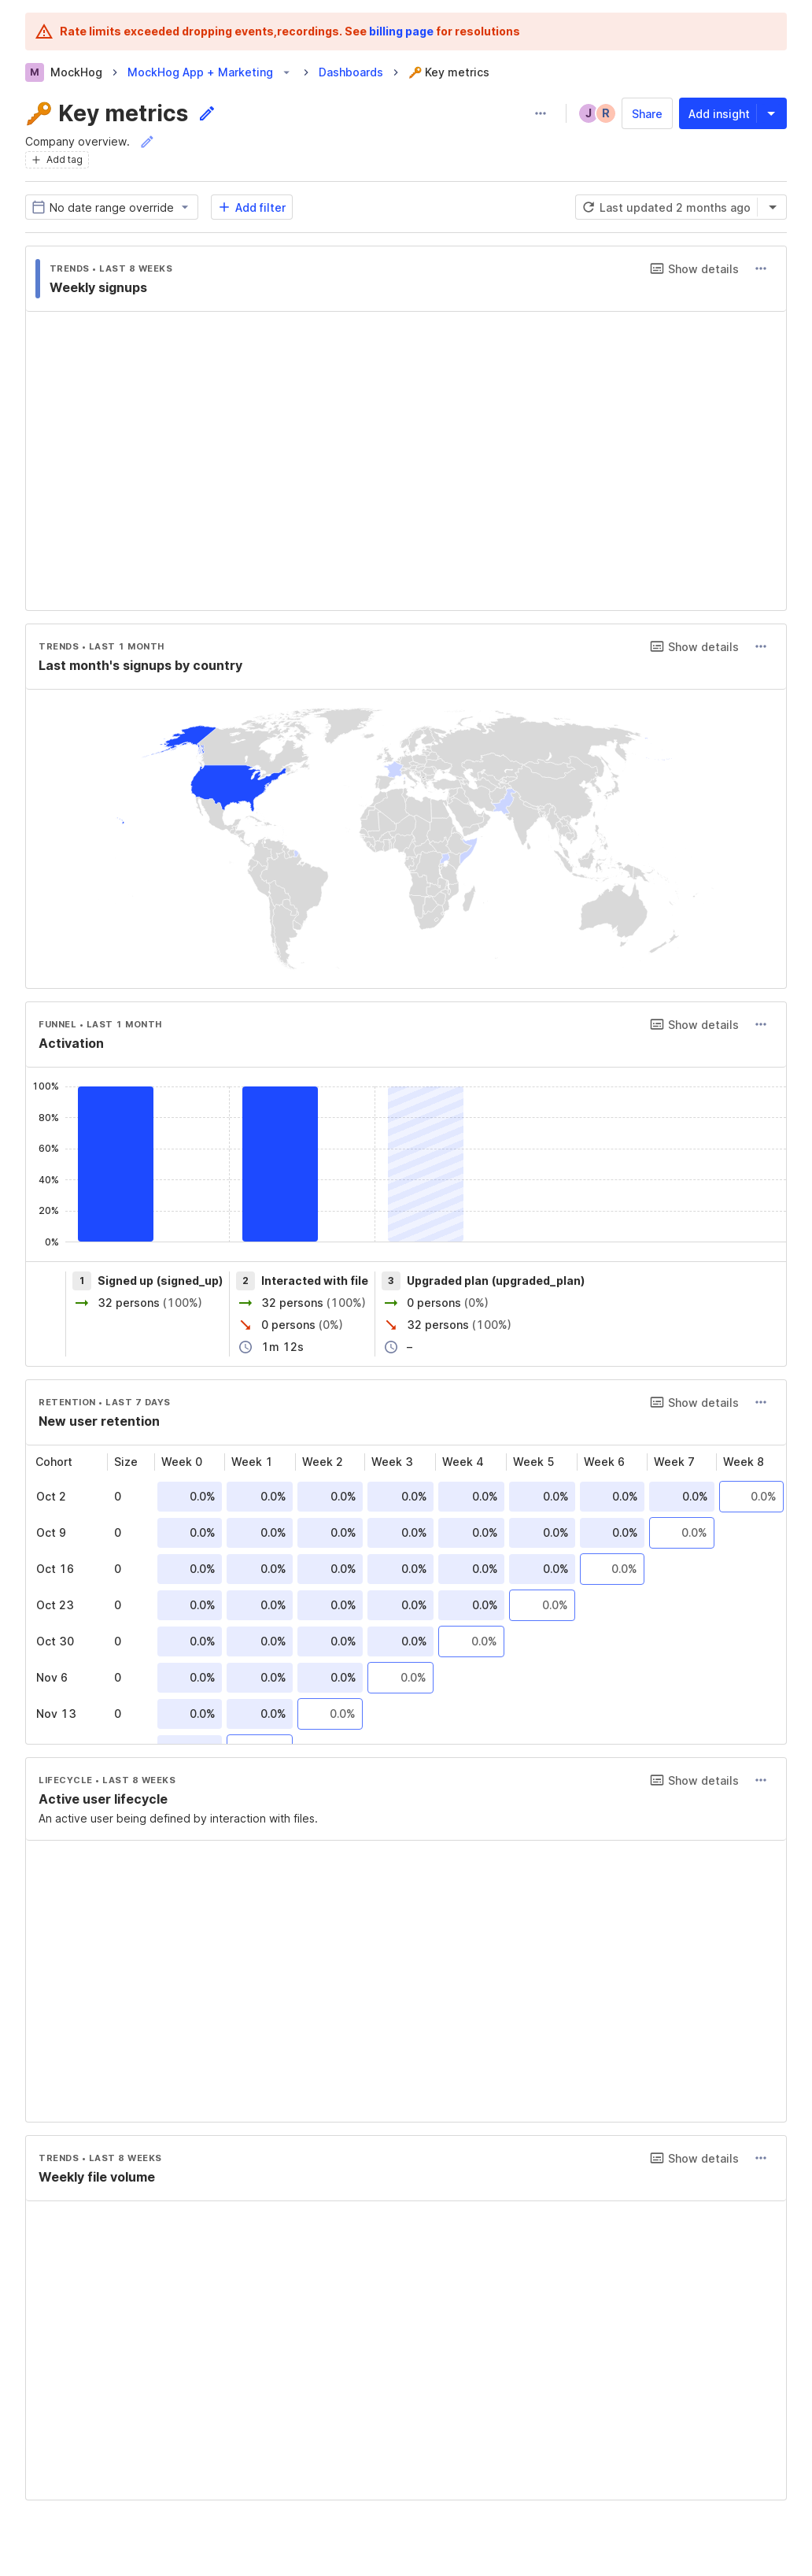 Rate limits exceeded dropping events,recordings. See billing page for resolutions
M MockHog MockHog App + Marketing Dashboards 🔑 Key metrics
🔑 Key metrics J R Share Add insight
Company overview.
Add tag
No date range override Add filter Last updated 2 months ago
TRENDS • LAST 8 WEEKS Show details
Weekly signups
TRENDS • LAST 1 MONTH Show details
Last month's signups by country
FUNNEL • LAST 1 MONTH Show details
Activation
100%
80%
60%
40%
20%
0%
1 Signed up (signed_up) 2 Interacted with file 3 Upgraded plan (upgraded_plan)
32 persons (100%) 32 persons (100%) 0 persons (0%)
0 persons (0%) 32 persons (100%)
1m 12s –
RETENTION • LAST 7 DAYS Show details
New user retention
Cohort Size Week 0 Week 1 Week 2 Week 3 Week 4 Week 5 Week 6 Week 7 Week 8
Oct 2 0 0.0% 0.0% 0.0% 0.0% 0.0% 0.0% 0.0% 0.0% 0.0%
Oct 9 0 0.0% 0.0% 0.0% 0.0% 0.0% 0.0% 0.0% 0.0%
Oct 16 0 0.0% 0.0% 0.0% 0.0% 0.0% 0.0% 0.0%
Oct 23 0 0.0% 0.0% 0.0% 0.0% 0.0% 0.0%
Oct 30 0 0.0% 0.0% 0.0% 0.0% 0.0%
Nov 6 0 0.0% 0.0% 0.0% 0.0%
Nov 13 0 0.0% 0.0% 0.0%
LIFECYCLE • LAST 8 WEEKS Show details
Active user lifecycle
An active user being defined by interaction with files.
TRENDS • LAST 8 WEEKS Show details
Weekly file volume